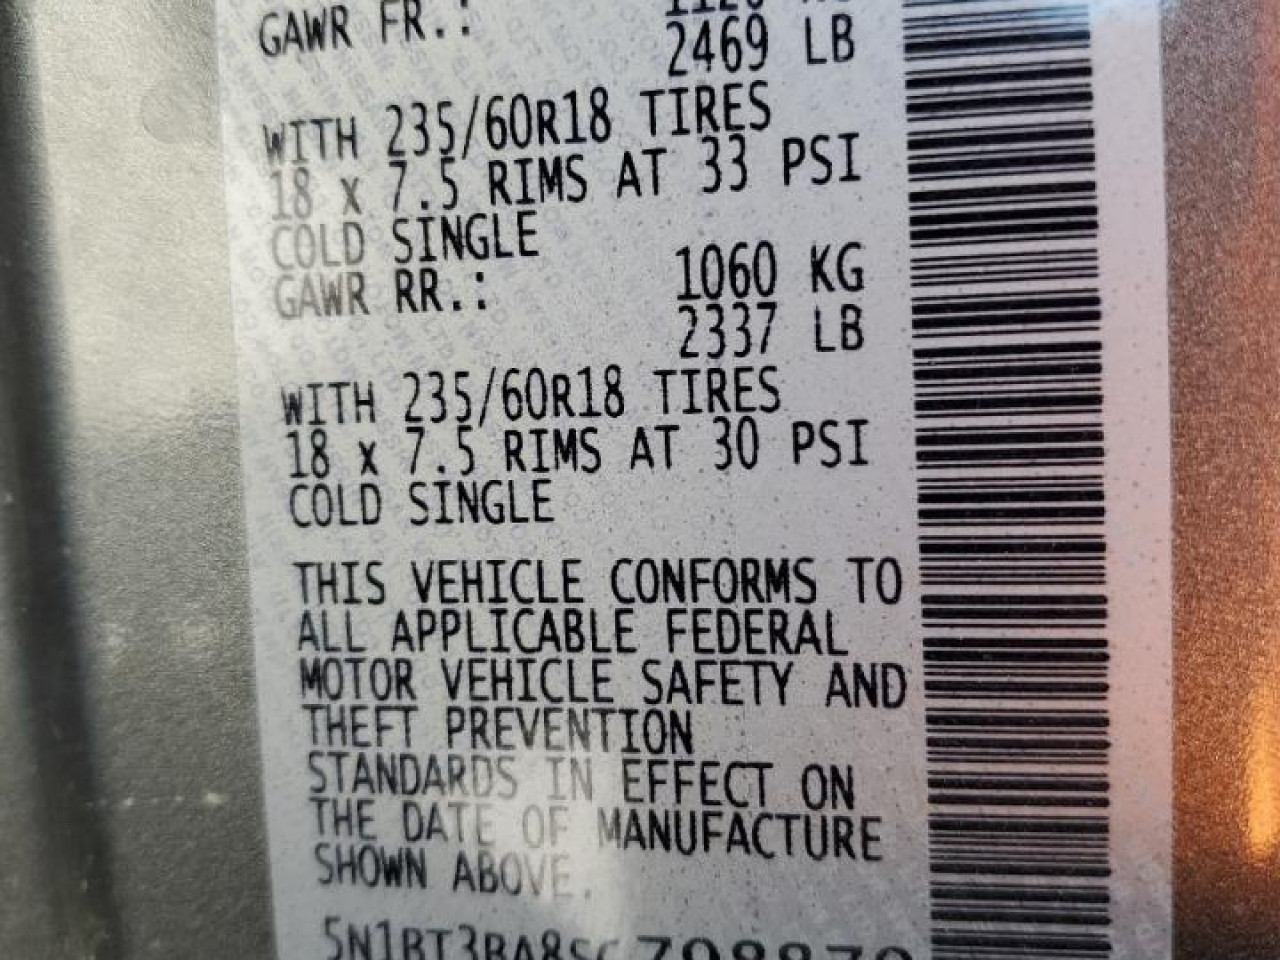 GAWR FR.:
2469 LB
WITH 235/60R18 TIRES
18 x 7.5 RIMS AT 33 PSI
COLD SINGLE
GAWR RR.: 1060 KG
2337 LB
WITH 235/60R18 TIRES
18 x 7.5 RIMS AT 30 PSI
COLD SINGLE
THIS VEHICLE CONFORMS TO
ALL APPLICABLE FEDERAL
MOTOR VEHICLE SAFETY AND
THEFT PREVENTION
STANDARDS IN EFFECT ON
THE DATE OF MANUFACTURE
SHOWN ABOVE.